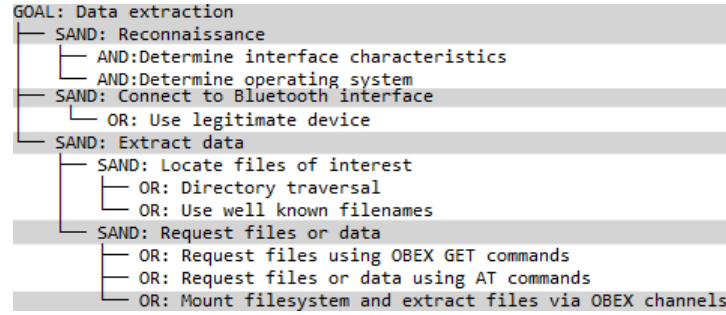 GOAL: Data extraction
SAND: Reconnaissance
AND:Determine interface characteristics
AND:Determine operating system
SAND: Connect to Bluetooth interface
OR: Use legitimate device
SAND: Extract data
SAND: Locate files of interest
OR: Directory traversal
OR: Use well known filenames
SAND: Request files or data
OR: Request files using OBEX GET commands
OR: Request files or data using AT commands
OR: Mount filesystem and extract files via OBEX channels